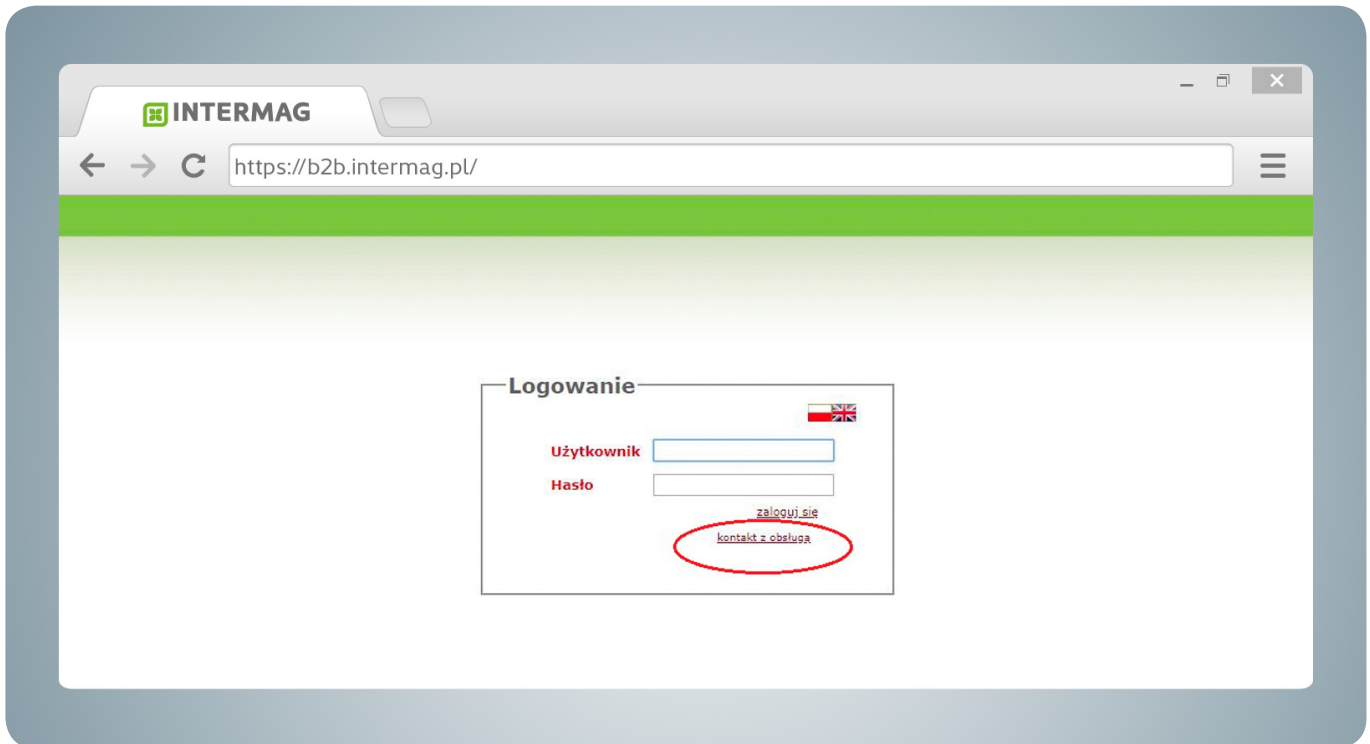 INTERMAG
https://b2b.intermag.pl/
Logowanie
Użytkownik
Hasło
zaloguj się
kontakt z obsługą